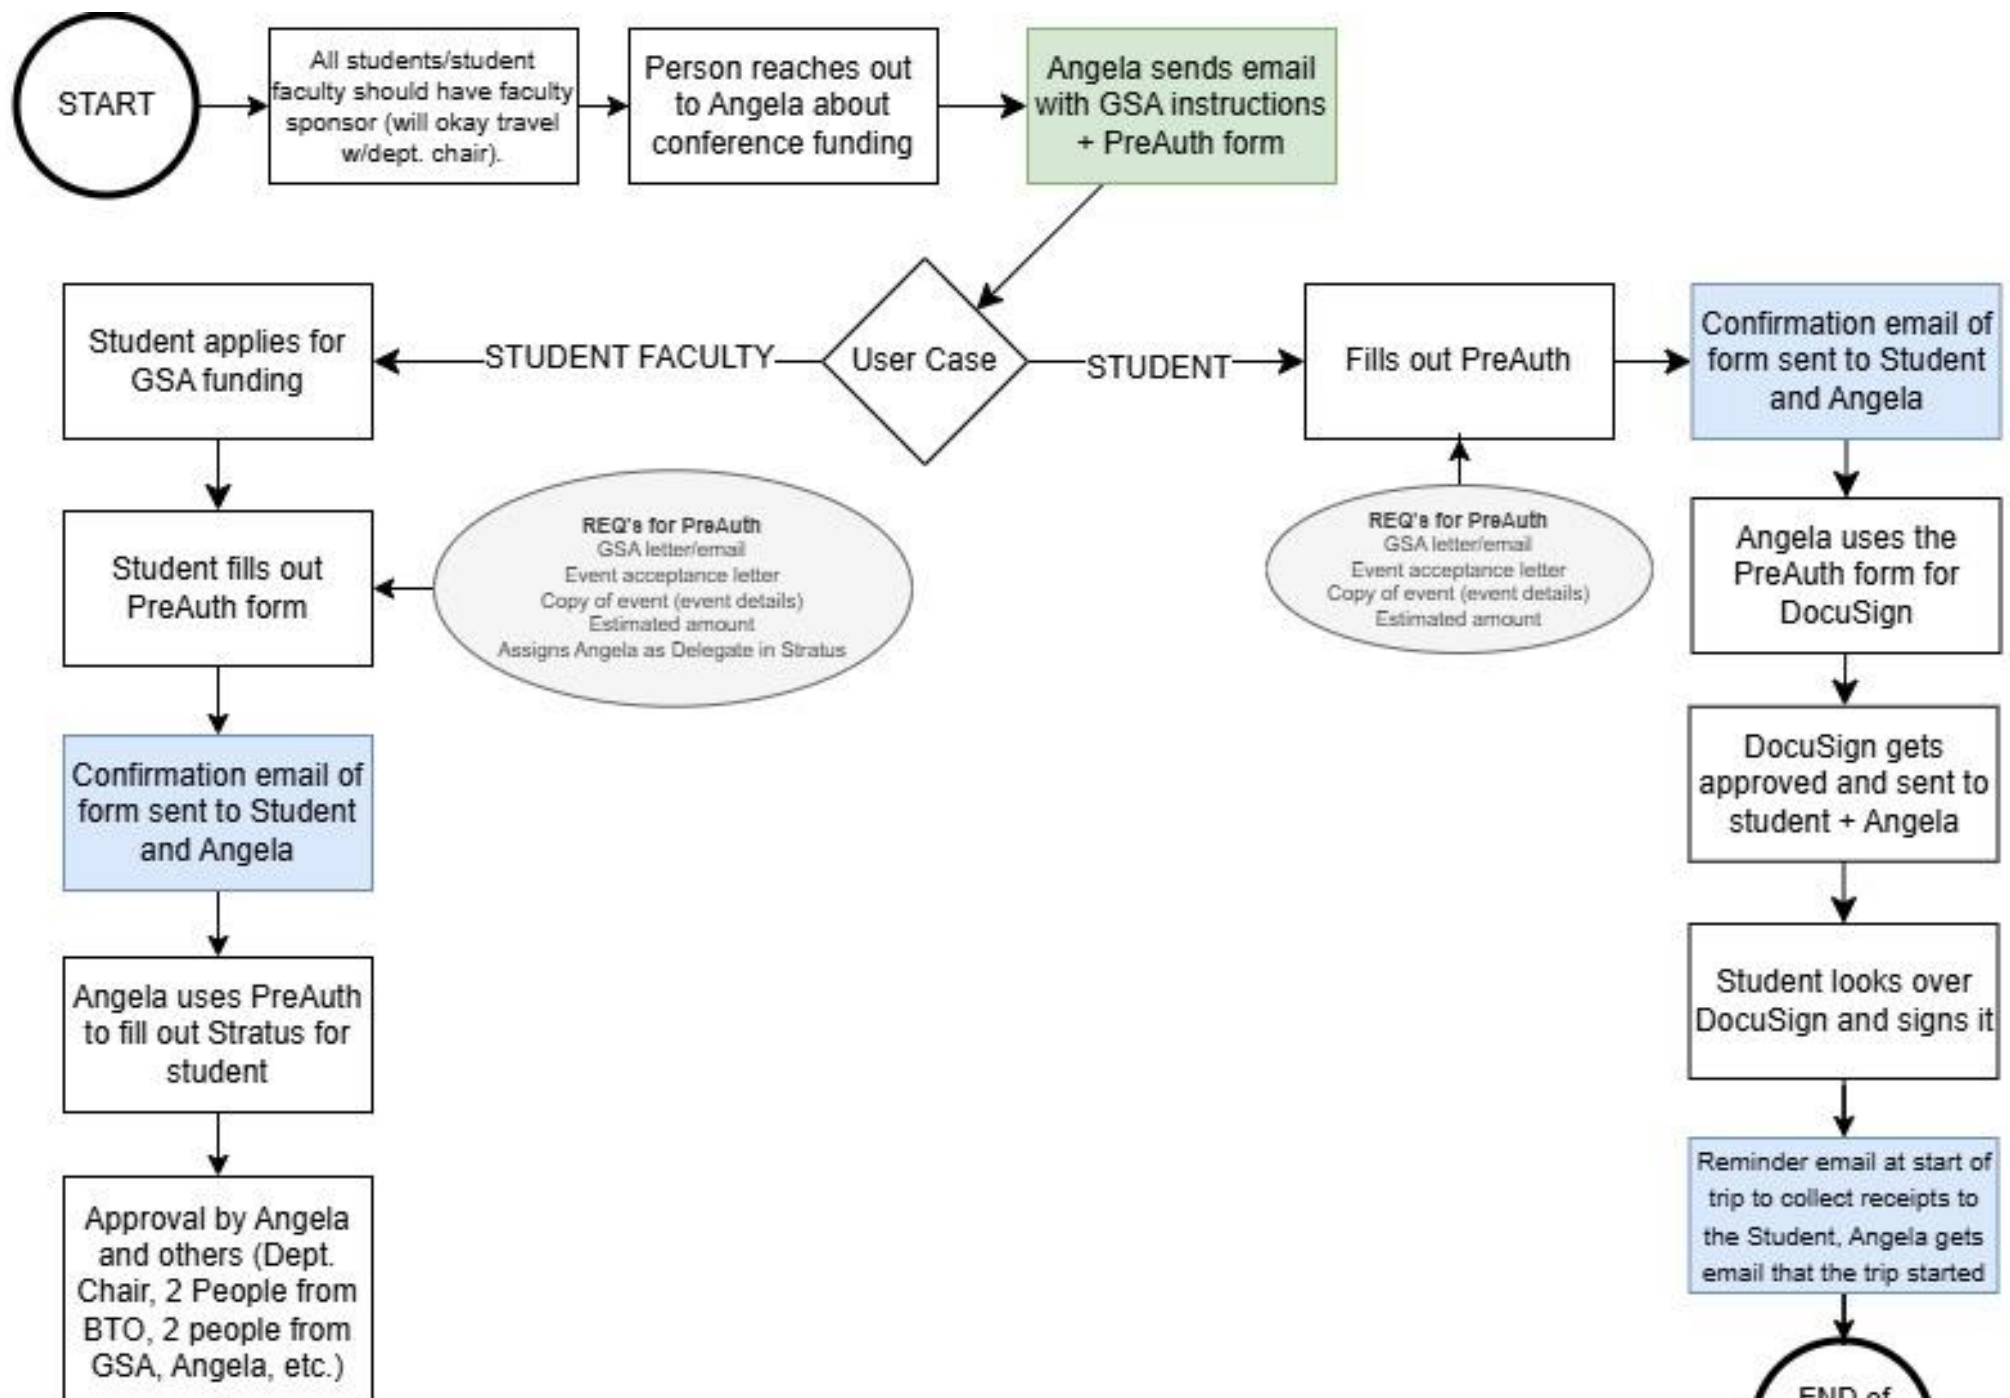 START
All students/student
faculty should have faculty
sponsor (will okay travel
w/dept. chair).
Person reaches out
to Angela about
conference funding
Angela sends email
with GSA instructions
+ PreAuth form
User Case
STUDENT FACULTY
STUDENT
Student applies for
GSA funding
Student fills out
PreAuth form
REQ's for PreAuth
GSA letter/email
Event acceptance letter
Copy of event (event details)
Estimated amount
Assigns Angela as Delegate in Stratus
Confirmation email of
form sent to Student
and Angela
Angela uses PreAuth
to fill out Stratus for
student
Approval by Angela
and others (Dept.
Chair, 2 People from
BTO, 2 people from
GSA, Angela, etc.)
Fills out PreAuth
REQ's for PreAuth
GSA letter/email
Event acceptance letter
Copy of event (event details)
Estimated amount
Confirmation email of
form sent to Student
and Angela
Angela uses the
PreAuth form for
DocuSign
DocuSign gets
approved and sent to
student + Angela
Student looks over
DocuSign and signs it
Reminder email at start of
trip to collect receipts to
the Student, Angela gets
email that the trip started
END of